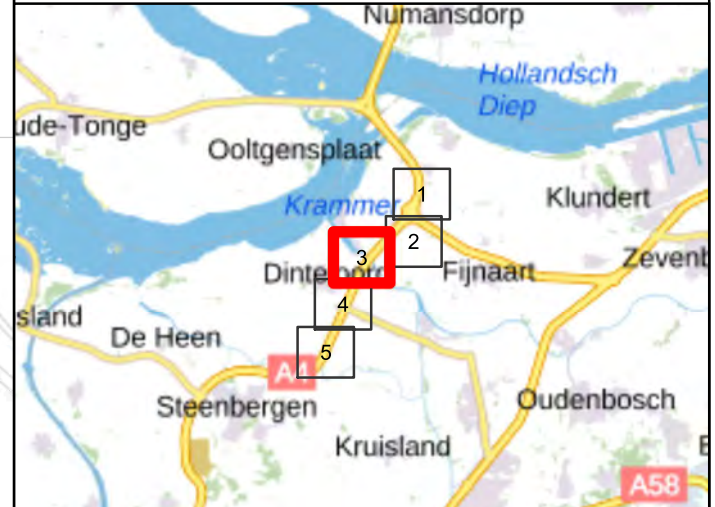 Numansdorp
Hollandsch
Diep
ude-Tonge
Ooltgensplaat
1
Klundert
Krammer
2
3
Zevenb
Fijnaart
4
sland
De Heen
5
A4
Steenbergen
Oudenbosch
Kruisland
A58